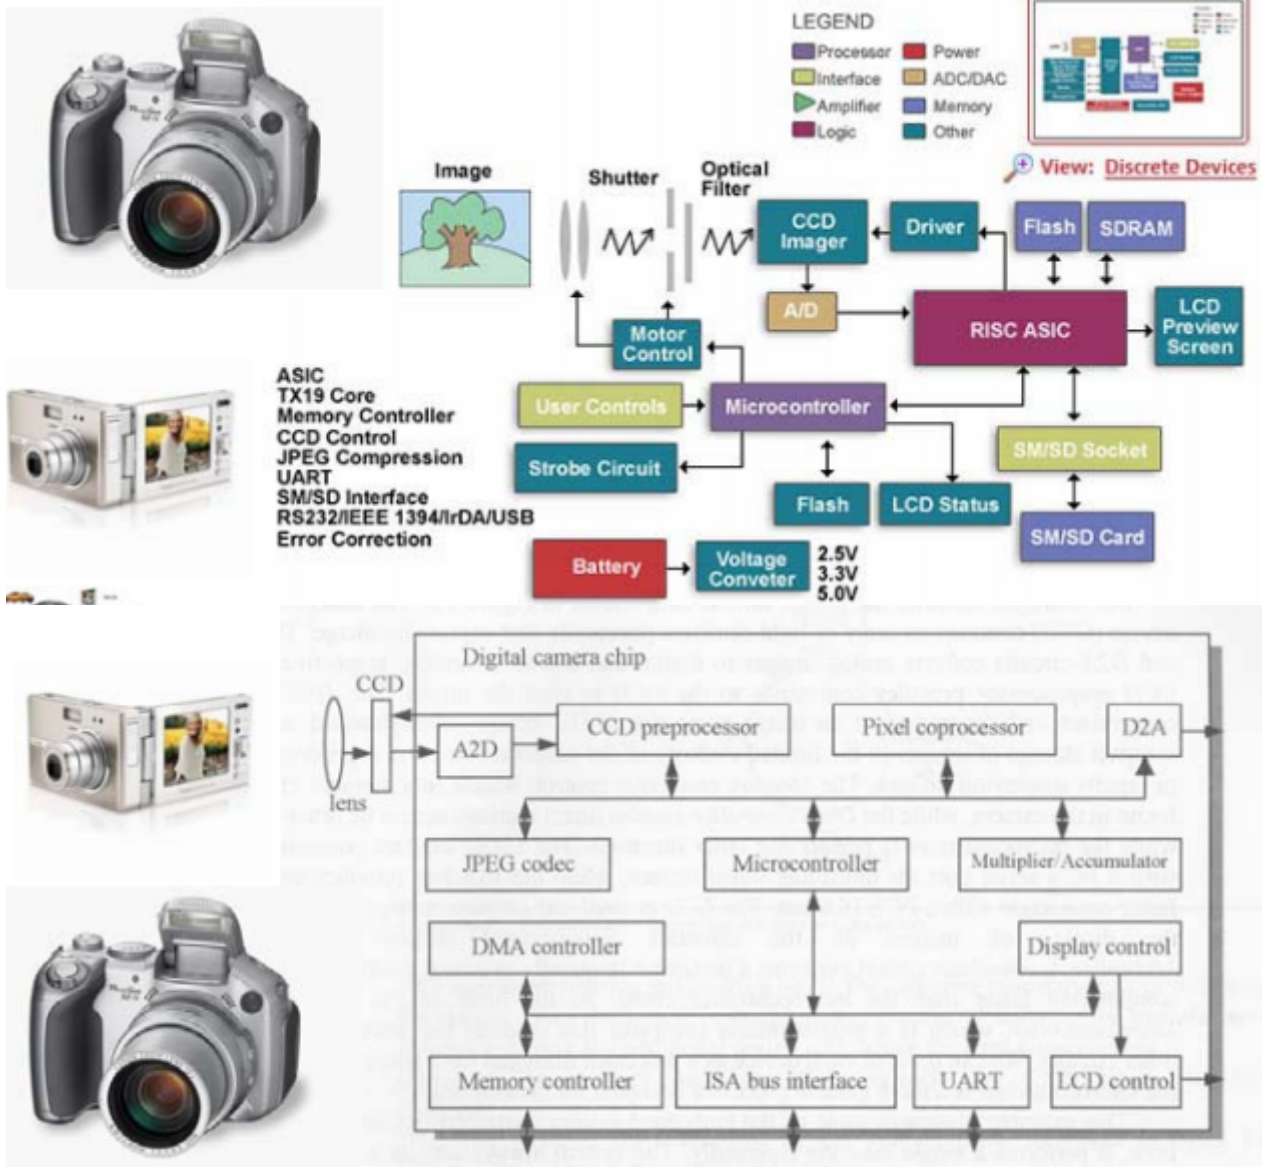 LEGEND
Processor
Power
Interface
ADC/DAC
Amplifier
Memory
Logic
Other
View: Discrete Devices
Image
Shutter
Optical
Filter
CCD
Imager
Driver
Flash
SDRAM
A/D
RISC ASIC
LCD
Preview
Screen
Motor
Control
ASIC
TX19 Core
Memory Controller
CCD Control
JPEG Compression
UART
SM/SD Interface
RS232/IEEE 1394/IrDA/USB
Error Correction
User Controls
Microcontroller
SM/SD Socket
Strobe Circuit
Flash
LCD Status
SM/SD Card
Battery
Voltage
Conveter
2.5V
3.3V
5.0V
Digital camera chip
CCD
lens
A2D
CCD preprocessor
Pixel coprocessor
D2A
JPEG codec
Microcontroller
Multiplier/Accumulator
DMA controller
Display control
Memory controller
ISA bus interface
UART
LCD control